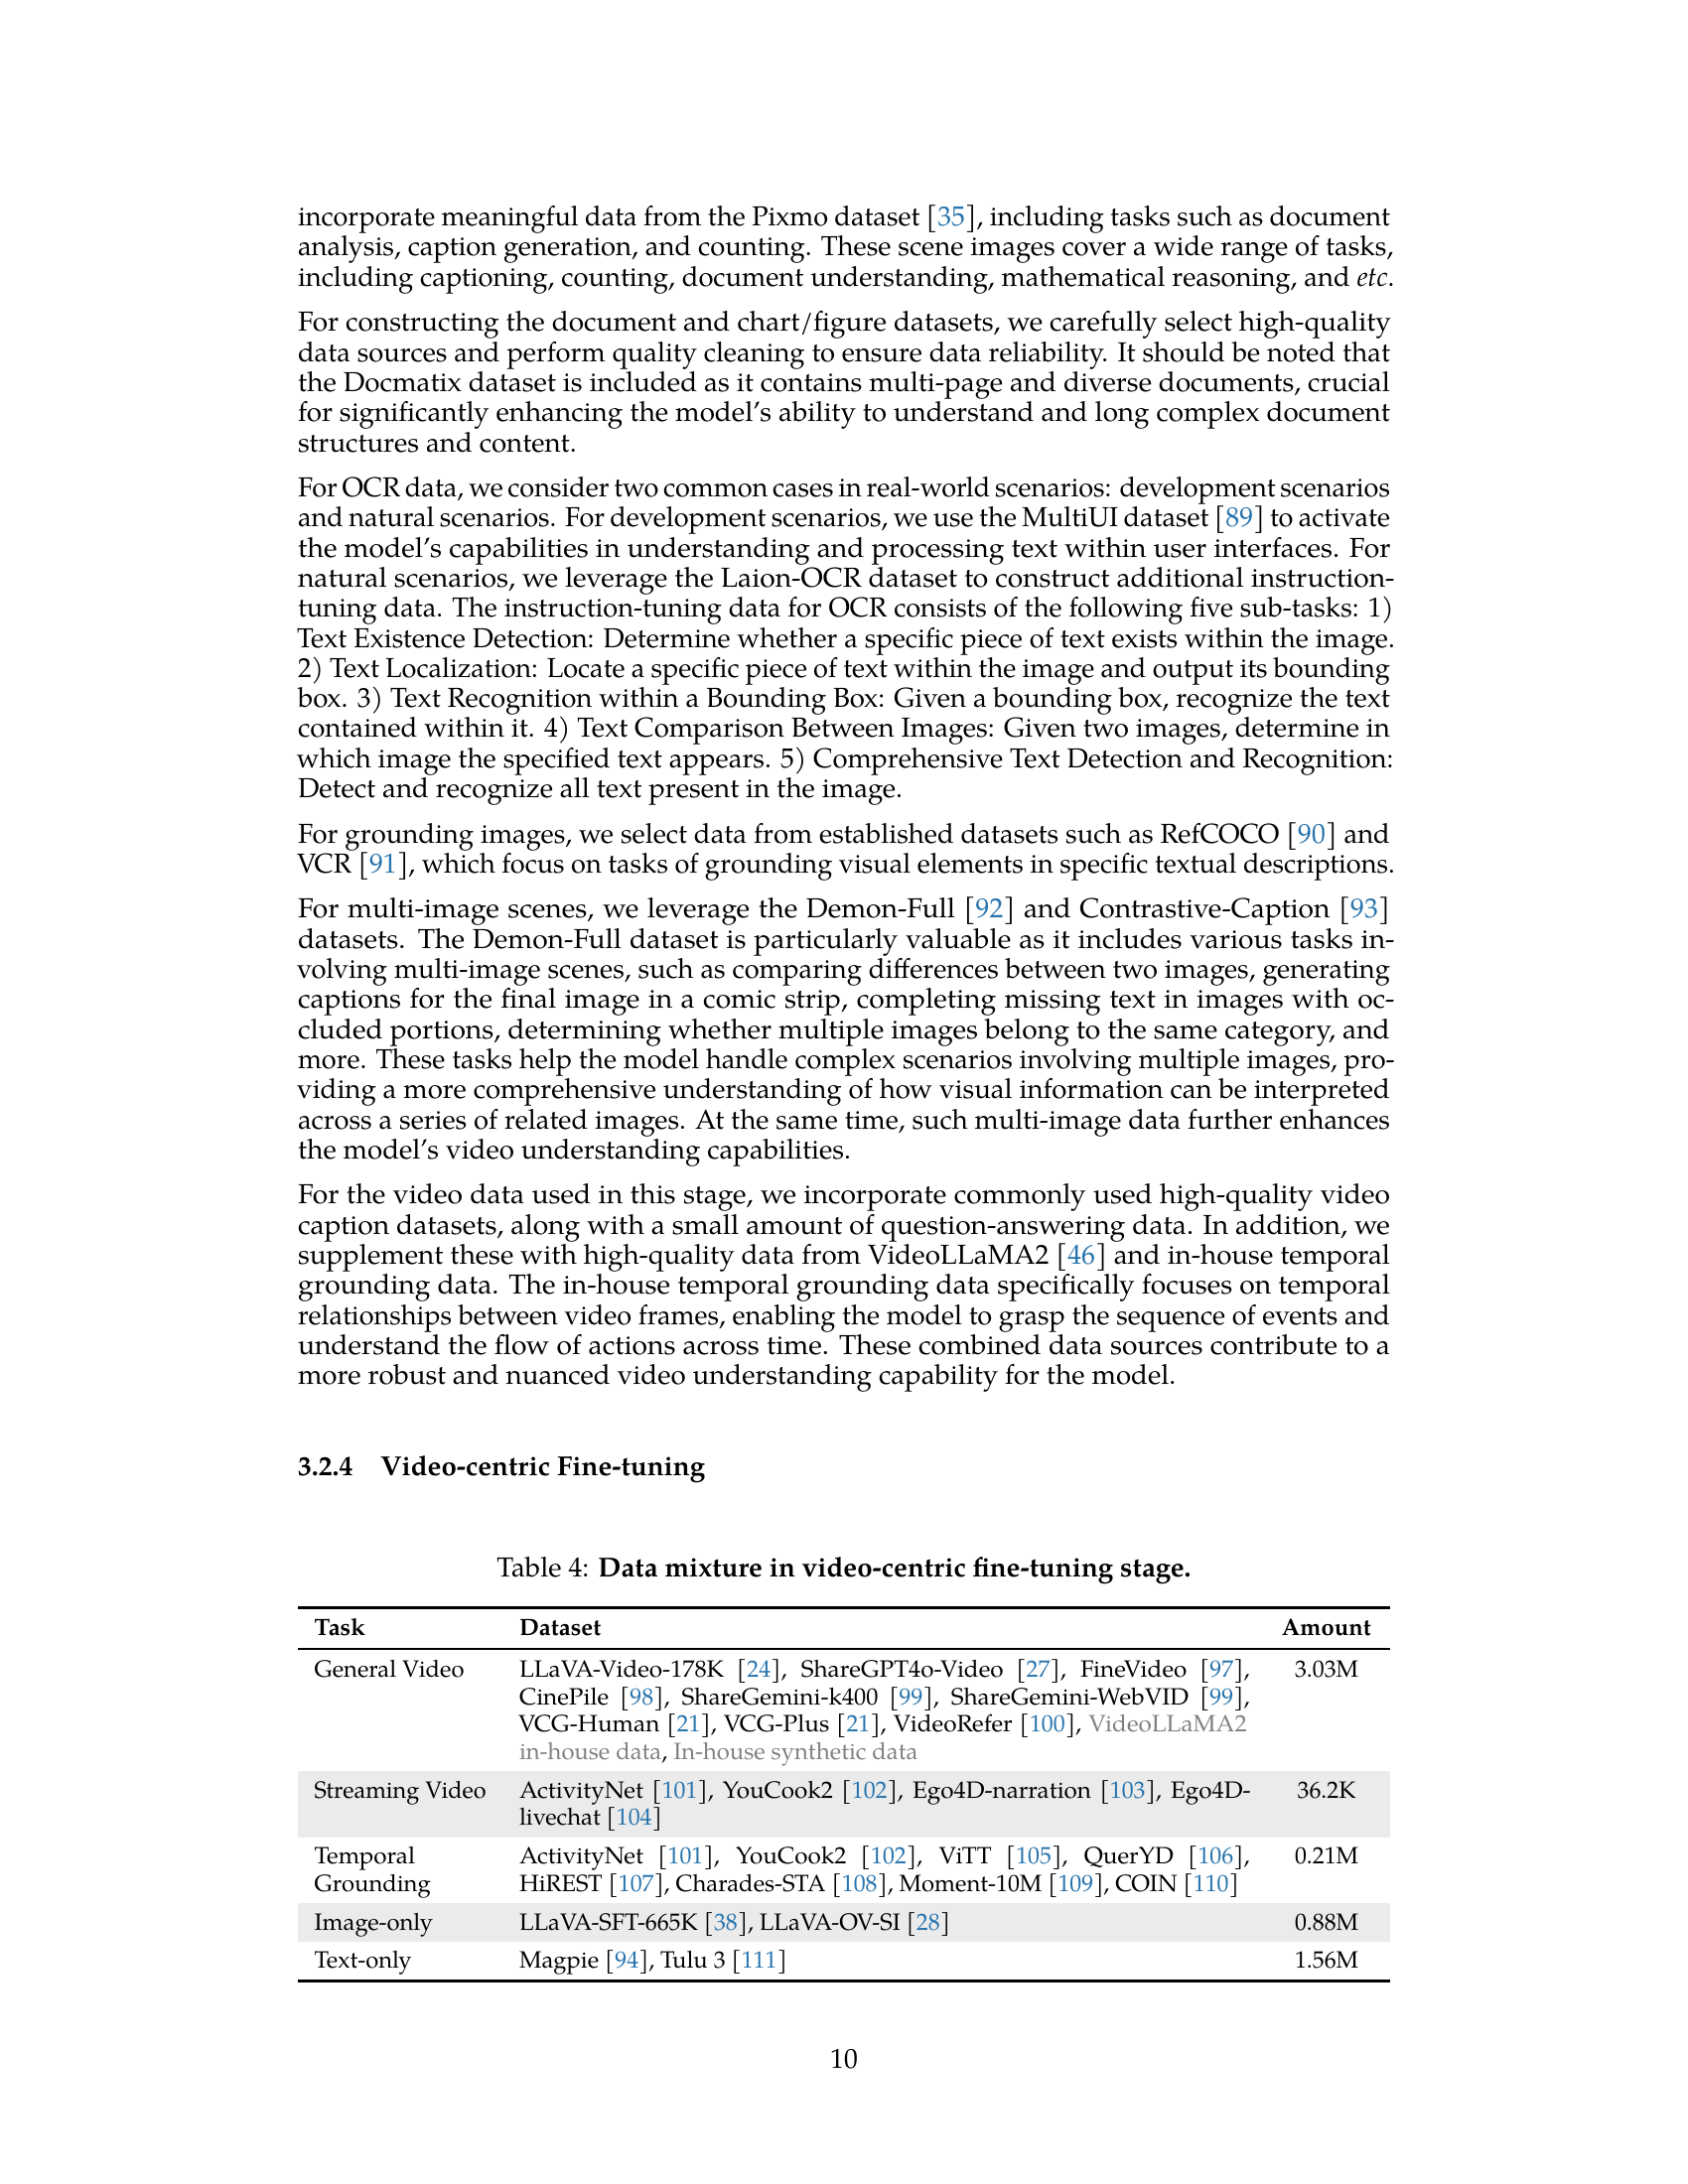 incorporate meaningful data from the Pixmo dataset [35], including tasks such as document
analysis, caption generation, and counting. These scene images cover a wide range of tasks,
including captioning, counting, document understanding, mathematical reasoning, and etc.
For constructing the document and chart/figure datasets, we carefully select high-quality
data sources and perform quality cleaning to ensure data reliability. It should be noted that
the Docmatix dataset is included as it contains multi-page and diverse documents, crucial
for significantly enhancing the model's ability to understand and long complex document
structures and content.
For OCR data, we consider two common cases in real-world scenarios: development scenarios
and natural scenarios. For development scenarios, we use the MultiUI dataset [89] to activate
the model's capabilities in understanding and processing text within user interfaces. For
natural scenarios, we leverage the Laion-OCR dataset to construct additional instruction-
tuning data. The instruction-tuning data for OCR consists of the following five sub-tasks: 1)
Text Existence Detection: Determine whether a specific piece of text exists within the image.
2) Text Localization: Locate a specific piece of text within the image and output its bounding
box. 3) Text Recognition within a Bounding Box: Given a bounding box, recognize the text
contained within it. 4) Text Comparison Between Images: Given two images, determine in
which image the specified text appears. 5) Comprehensive Text Detection and Recognition:
Detect and recognize all text present in the image.
For grounding images, we select data from established datasets such as RefCOCO [90] and
VCR [91], which focus on tasks of grounding visual elements in specific textual descriptions.
For multi-image scenes, we leverage the Demon-Full [92] and Contrastive-Caption [93]
datasets. The Demon-Full dataset is particularly valuable as it includes various tasks in-
volving multi-image scenes, such as comparing differences between two images, generating
captions for the final image in a comic strip, completing missing text in images with oc-
cluded portions, determining whether multiple images belong to the same category, and
more. These tasks help the model handle complex scenarios involving multiple images, pro-
viding a more comprehensive understanding of how visual information can be interpreted
across a series of related images. At the same time, such multi-image data further enhances
the model's video understanding capabilities.
For the video data used in this stage, we incorporate commonly used high-quality video
caption datasets, along with a small amount of question-answering data. In addition, we
supplement these with high-quality data from VideoLLaMA2 [46] and in-house temporal
grounding data. The in-house temporal grounding data specifically focuses on temporal
relationships between video frames, enabling the model to grasp the sequence of events and
understand the flow of actions across time. These combined data sources contribute to a
more robust and nuanced video understanding capability for the model.
3.2.4 Video-centric Fine-tuning
Table 4: Data mixture in video-centric fine-tuning stage.
Task Dataset Amount
General Video LLaVA-Video-178K [24], ShareGPT4o-Video [27], FineVideo [97], 3.03M
CinePile [98], ShareGemini-k400 [99], ShareGemini-WebVID [99],
VCG-Human [21], VCG-Plus [21], VideoRefer [100], VideoLLaMA2
in-house data, In-house synthetic data
Streaming Video ActivityNet [101], YouCook2 [102], Ego4D-narration [103], Ego4D- 36.2K
livechat [104]
Temporal ActivityNet [101], YouCook2 [102], ViTT [105], QuerYD [106], 0.21M
Grounding HiREST [107], Charades-STA [108], Moment-10M [109], COIN [110]
Image-only LLaVA-SFT-665K [38], LLaVA-OV-SI [28] 0.88M
Text-only Magpie [94], Tulu 3 [111] 1.56M
10